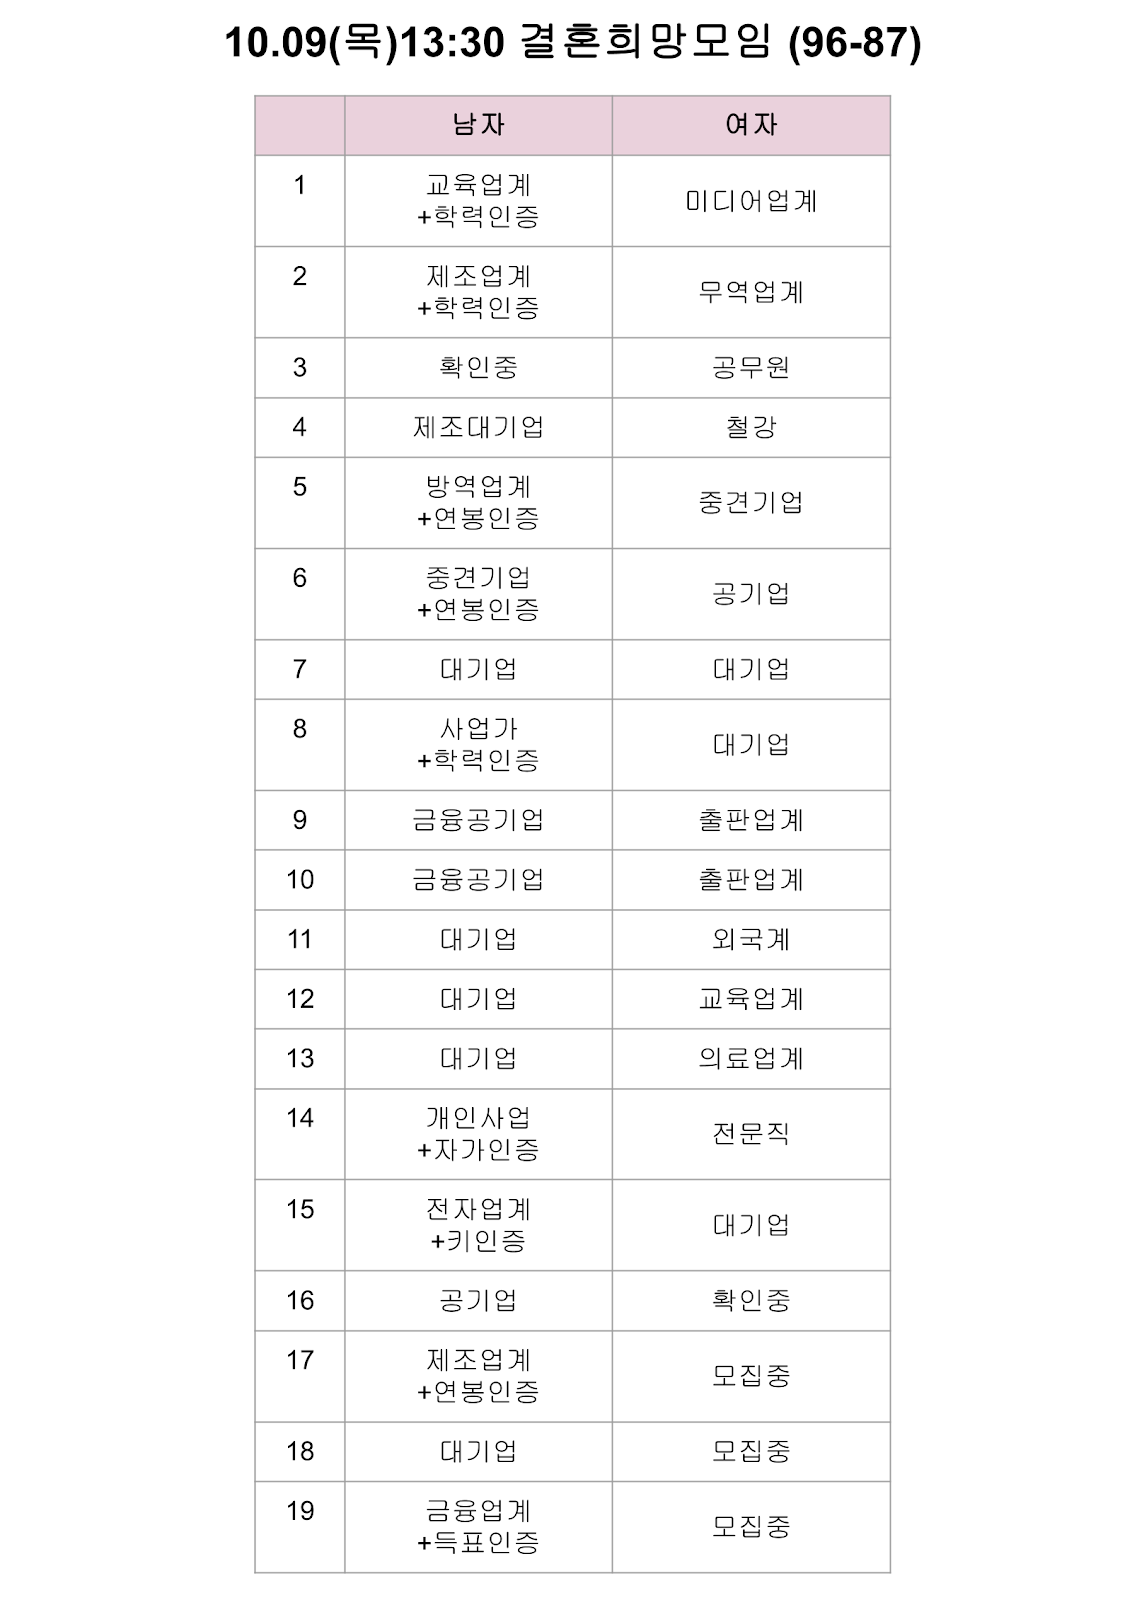 10.09(목)13:30 결혼희망모임 (96-87)
남자 여자
1 교육업계
+학력인증 미디어업계
2 제조업계
+학력인증 무역업계
3 확인중 공무원
4 제조대기업 철강
5 방역업계
+연봉인증 중견기업
6 중견기업
+연봉인증 공기업
7 대기업 대기업
8 사업가
+학력인증 대기업
9 금융공기업 출판업계
10 금융공기업 출판업계
11 대기업 외국계
12 대기업 교육업계
13 대기업 의료업계
14 개인사업
+자가인증 전문직
15 전자업계
+키인증 대기업
16 공기업 확인중
17 제조업계
+연봉인증 모집중
18 대기업 모집중
19 금융업계
+득표인증 모집중